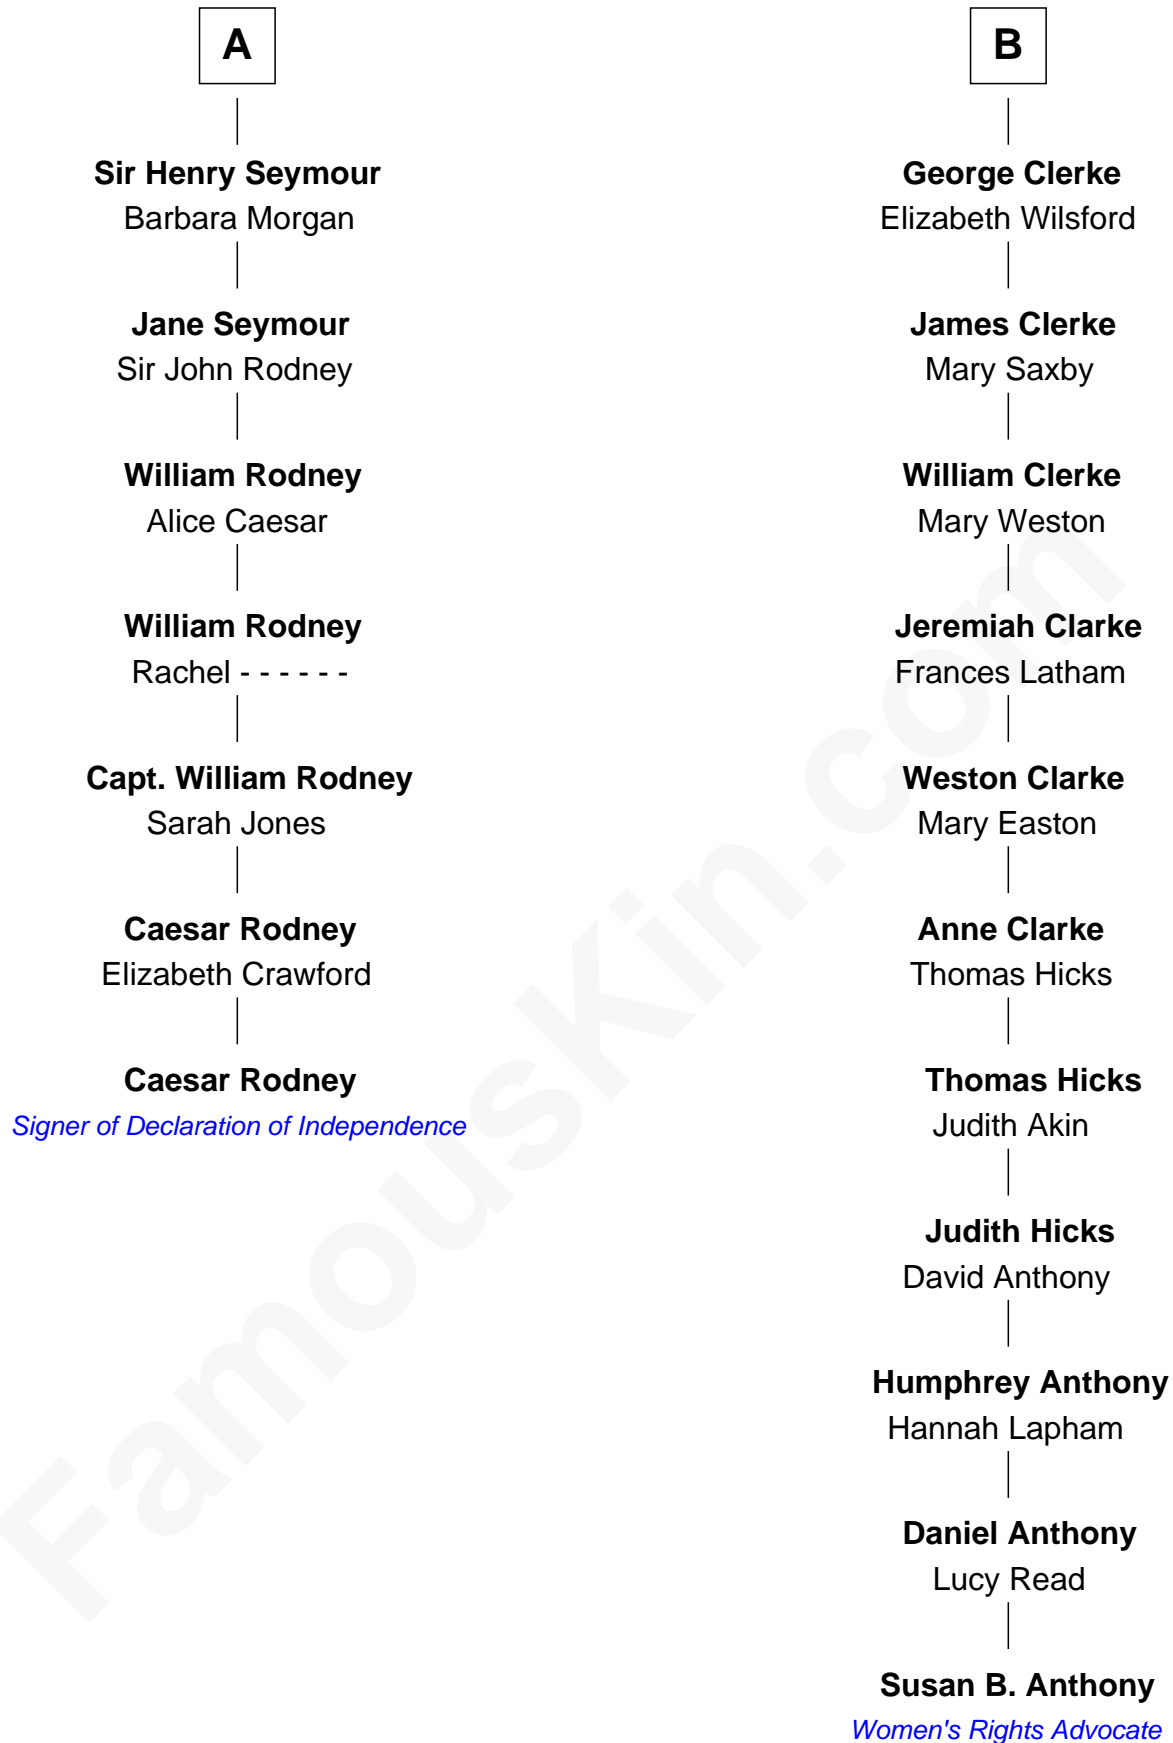 A
Sir Henry Seymour
Barbara Morgan
Jane Seymour
Sir John Rodney
William Rodney
Alice Caesar
William Rodney
Rachel - - - - - -
Capt. William Rodney
Sarah Jones
Caesar Rodney
Elizabeth Crawford
Caesar Rodney
Signer of Declaration of Independence
B
George Clerke
Elizabeth Wilsford
James Clerke
Mary Saxby
William Clerke
Mary Weston
Jeremiah Clarke
Frances Latham
Weston Clarke
Mary Easton
Anne Clarke
Thomas Hicks
Thomas Hicks
Judith Akin
Judith Hicks
David Anthony
Humphrey Anthony
Hannah Lapham
Daniel Anthony
Lucy Read
Susan B. Anthony
Women's Rights Advocate
FamousKin.com